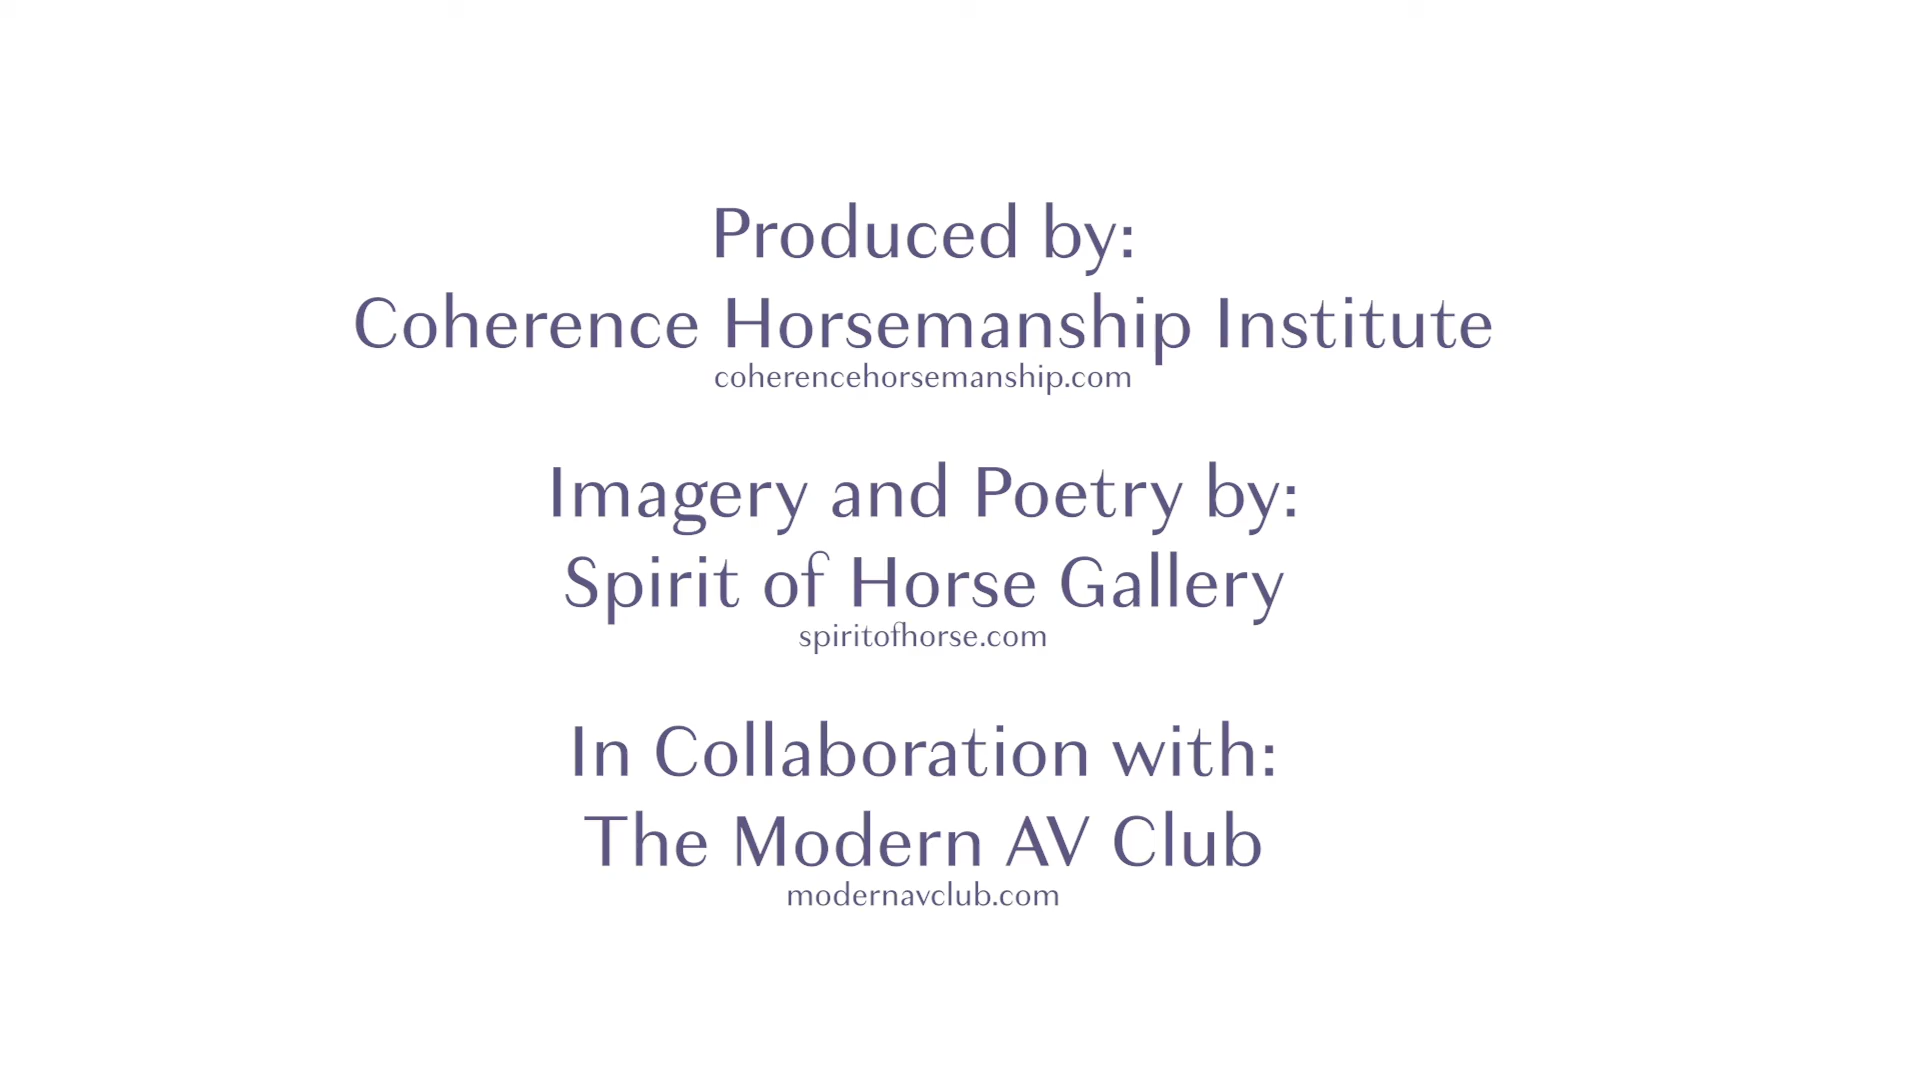 Produced by:
Coherence Horsemanship Institute
coherencehorsemanship.com
Imagery and Poetry by:
Spirit of Horse Gallery
spiritofhorse.com
In Collaboration with:
The Modern AV Club
modernavclub.com